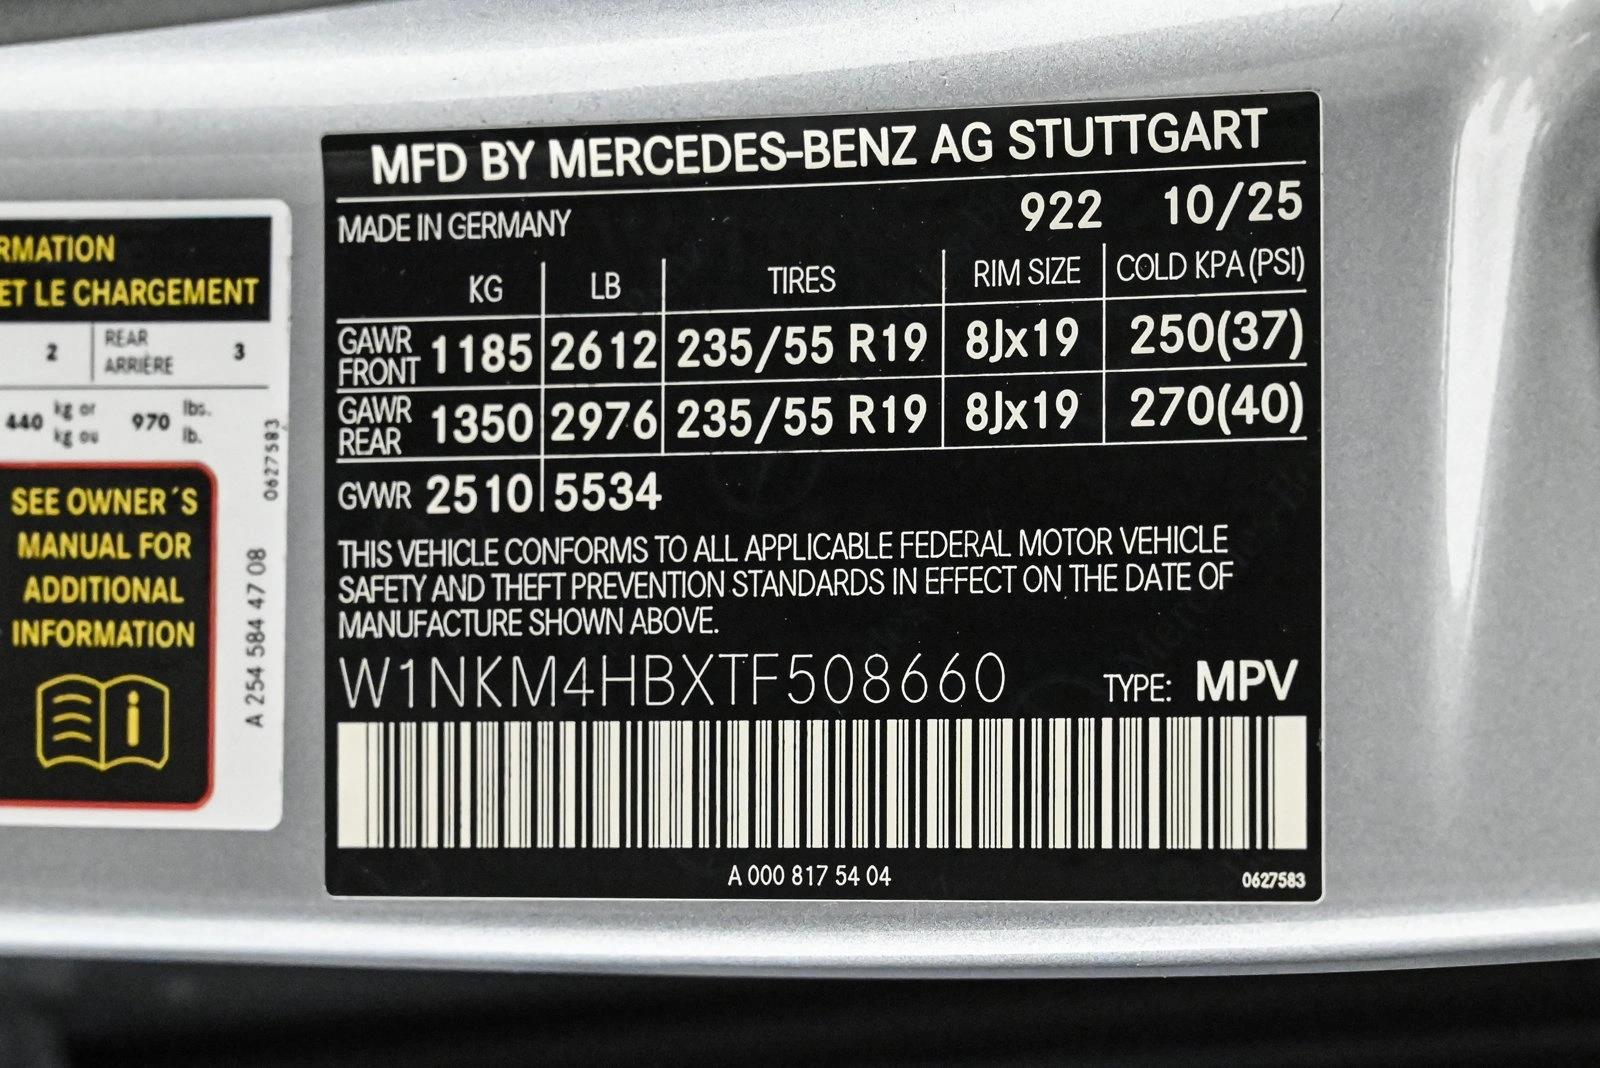 RMATION
ET LE CHARGEMENT
2 REAR ARRIÈRE 3
440 kg or kg ou 970 lbs. lb.
SEE OWNER´S
MANUAL FOR
ADDITIONAL
INFORMATION
i
0627583
A 254 584 47 08
MFD BY MERCEDES-BENZ AG STUTTGART
MADE IN GERMANY 922 10/25
KG LB TIRES RIM SIZE COLD KPA(PSI)
GAWR FRONT 1185 2612 235/55 R19 8Jx19 250(37)
GAWR REAR 1350 2976 235/55 R19 8Jx19 270(40)
GVWR 2510 5534
THIS VEHICLE CONFORMS TO ALL APPLICABLE FEDERAL MOTOR VEHICLE
SAFETY AND THEFT PREVENTION STANDARDS IN EFFECT ON THE DATE OF
MANUFACTURE SHOWN ABOVE.
W1NKM4HBXTF508660 TYPE: MPV
A 000 817 54 04 0627583